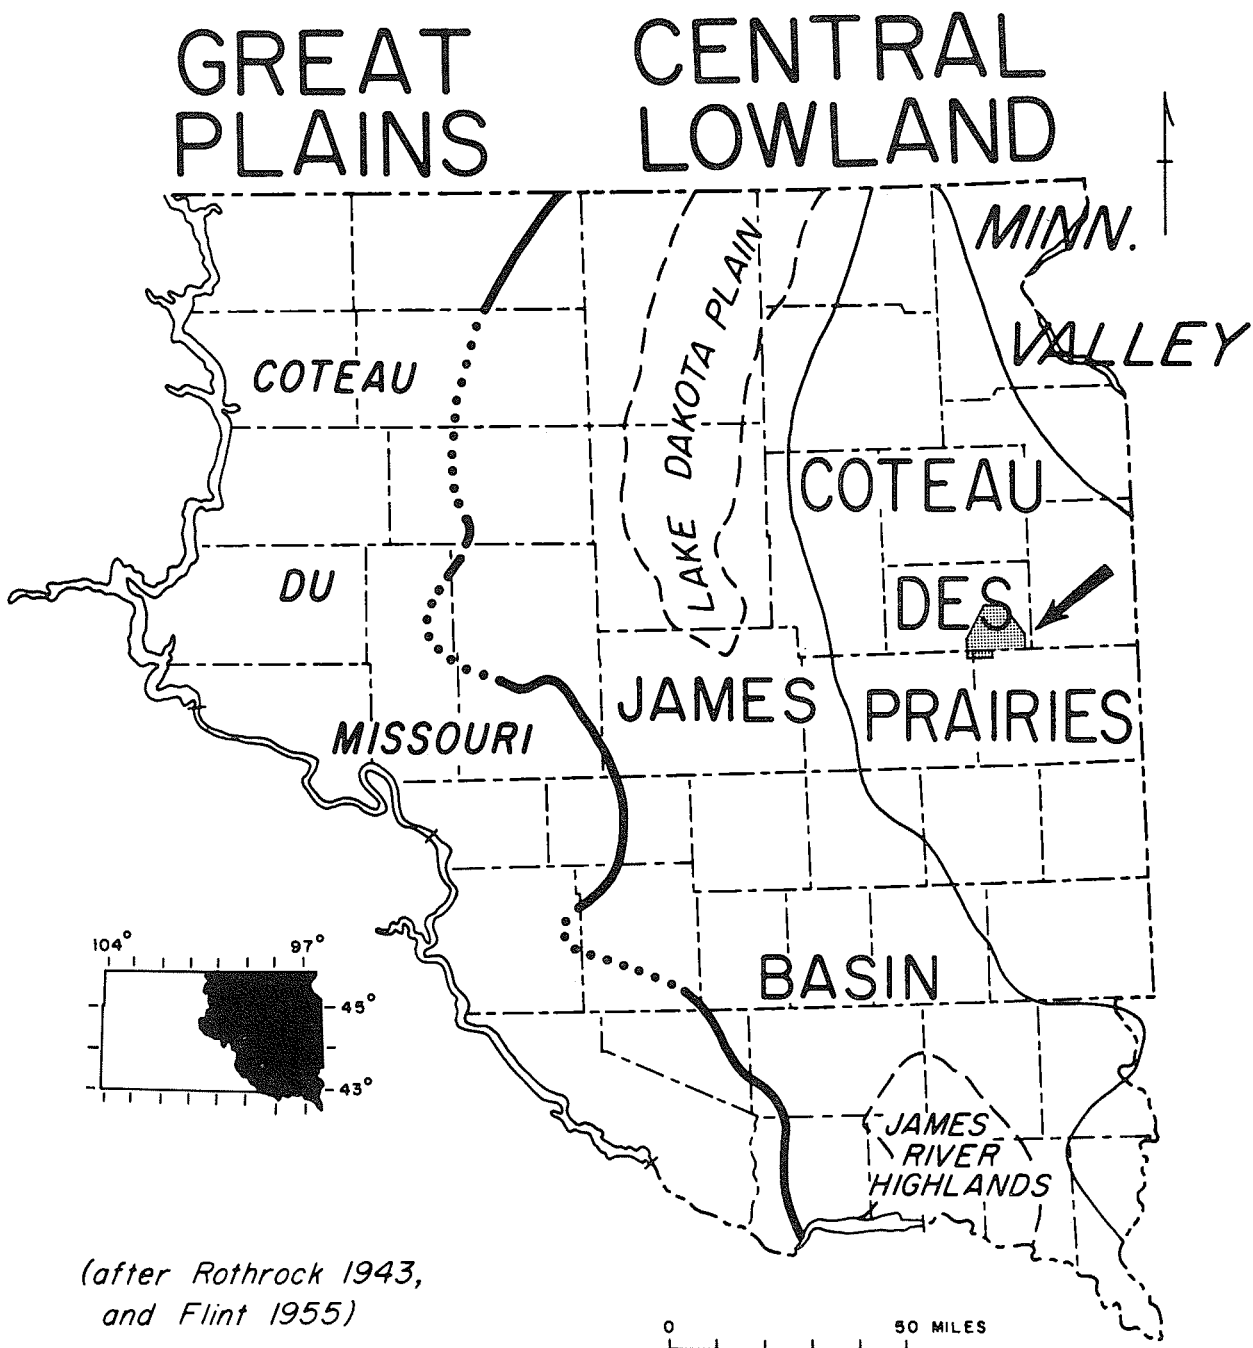 GREAT
PLAINS
CENTRAL
LOWLAND
MINN.
VALLEY
LAKE DAKOTA PLAIN
COTEAU
DU
MISSOURI
COTEAU
DES
PRAIRIES
JAMES
BASIN
JAMES
RIVER
HIGHLANDS
104° 97°
45°
43°
(after Rothrock 1943,
and Flint 1955)
0 50 MILES